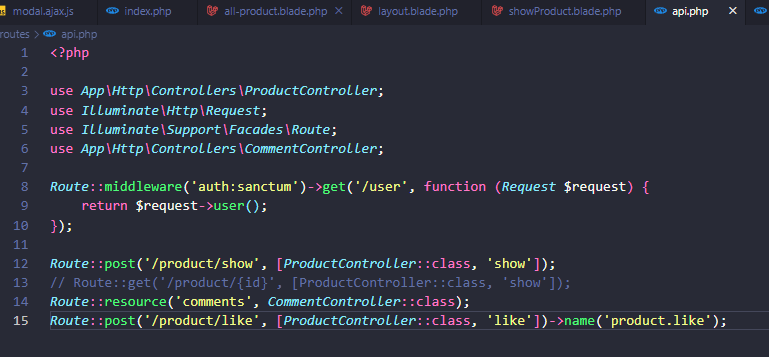 modal.ajax.js index.php all-product.blade.php layout.blade.php showProduct.blade.php api.php
routes > api.php
1 <?php
2
3 use App\Http\Controllers\ProductController;
4 use Illuminate\Http\Request;
5 use Illuminate\Support\Facades\Route;
6 use App\Http\Controllers\CommentController;
7
8 Route::middleware('auth:sanctum')->get('/user', function (Request $request) {
9     return $request->user();
10 });
11
12 Route::post('/product/show', [ProductController::class, 'show']);
13 // Route::get('/product/{id}', [ProductController::class, 'show']);
14 Route::resource('comments', CommentController::class);
15 Route::post('/product/like', [ProductController::class, 'like'])->name('product.like');